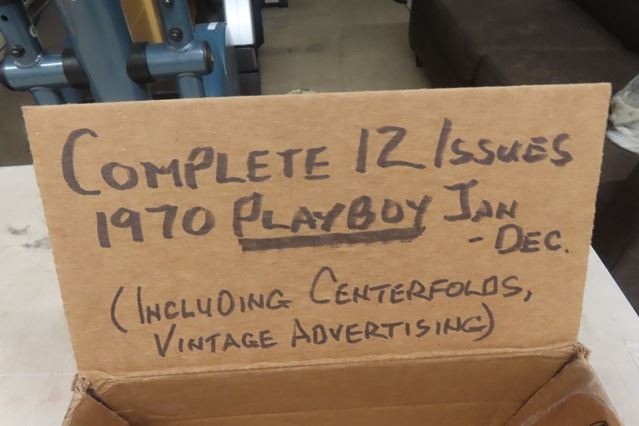 COMPLETE 12 ISSUES
1970 PLAYBOY JAN
- DEC.
(INCLUDING CENTERFOLDS,
VINTAGE ADVERTISING)